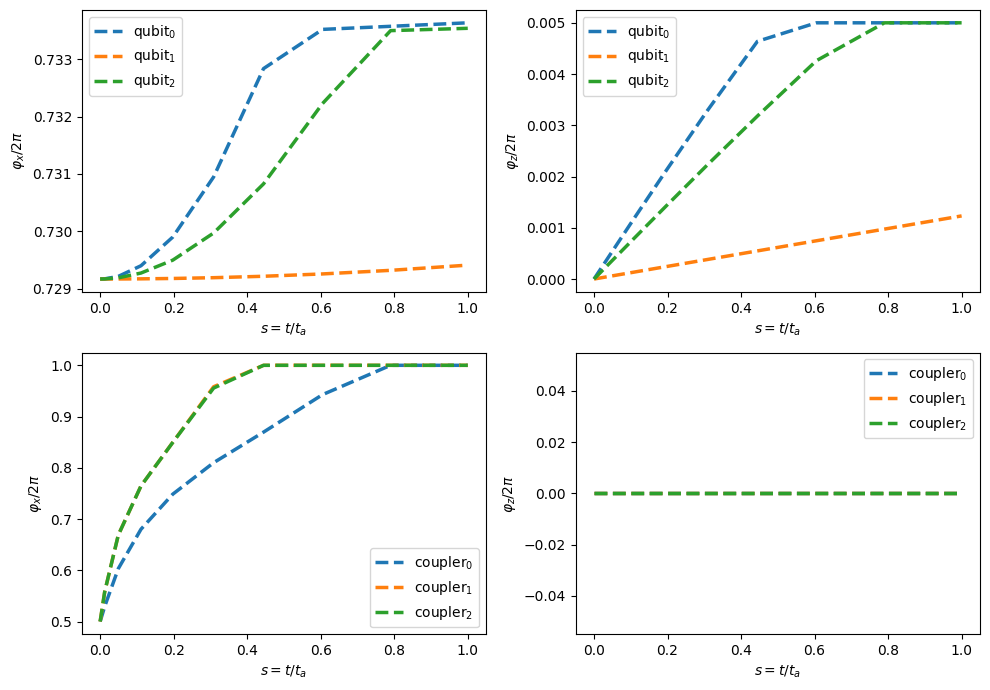 φₓ/2π
0.733
0.732
0.731
0.730
0.729
qubit₀
qubit₁
qubit₂
0.0 0.2 0.4 0.6 0.8 1.0
s = t/tₐ
φ_z/2π
0.005
0.004
0.003
0.002
0.001
0.000
qubit₀
qubit₁
qubit₂
0.0 0.2 0.4 0.6 0.8 1.0
s = t/tₐ
φₓ/2π
1.0
0.9
0.8
0.7
0.6
0.5
coupler₀
coupler₁
coupler₂
0.0 0.2 0.4 0.6 0.8 1.0
s = t/tₐ
φ_z/2π
0.04
0.02
0.00
−0.02
−0.04
coupler₀
coupler₁
coupler₂
0.0 0.2 0.4 0.6 0.8 1.0
s = t/tₐ